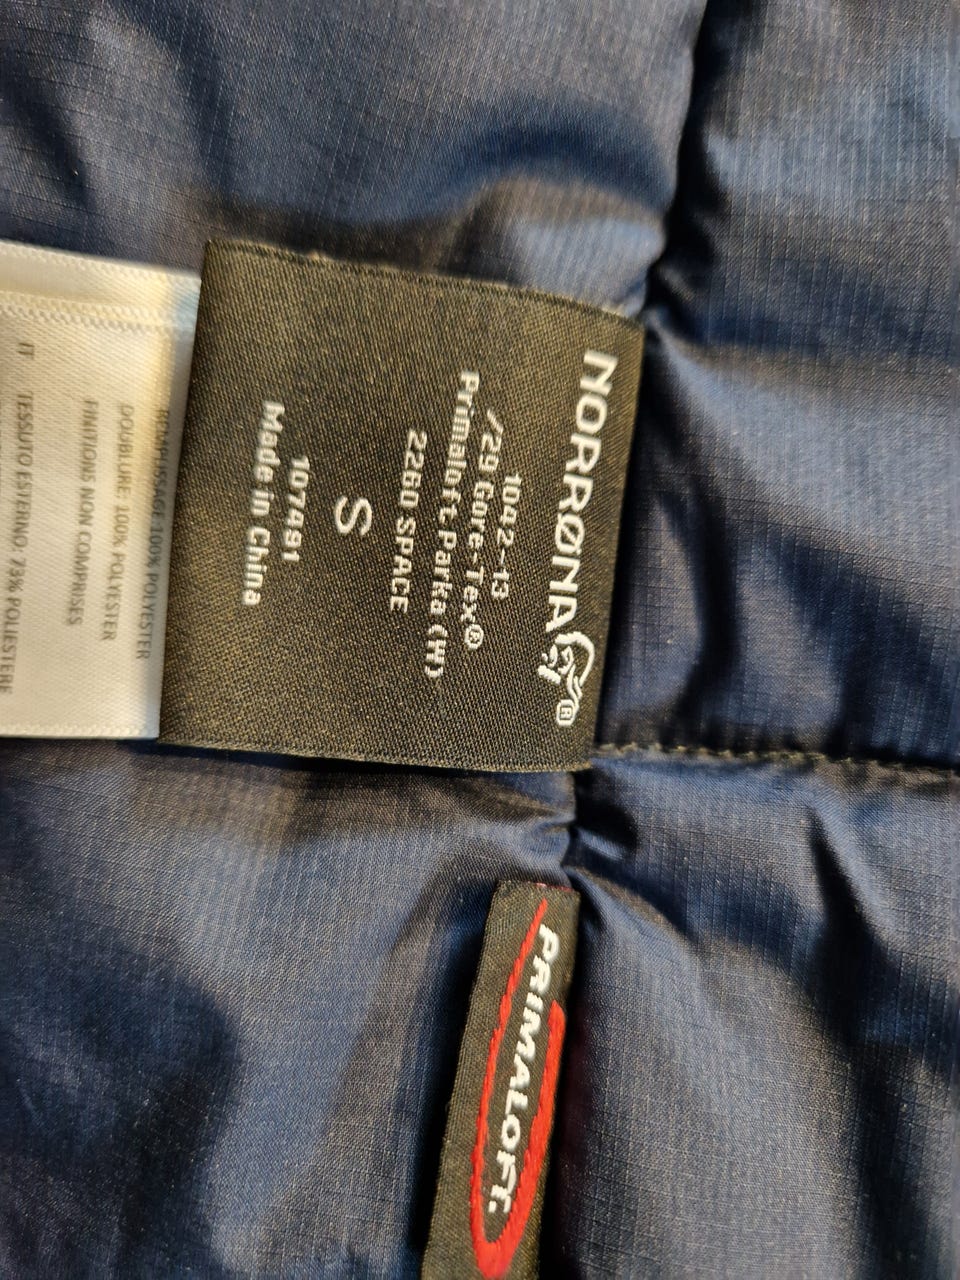 NORRØNA ®
1042-13
/29 Gore-Tex®
Primaloft Parka (W)
2260 SPACE
S
107491
Made in China
REMPLISSAGE 100% POLYESTER
DOUBLURE: 100% POLYESTER
FINITIONS NON COMPRISES
IT TESSUTO ESTERNO: 73% POLIESTERE
PRIMALOFT.